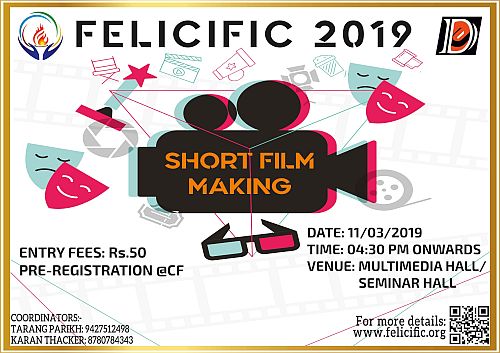 FELICIFIC 2019
SHORT FILM
MAKING
ENTRY FEES: Rs.50
PRE-REGISTRATION @CF
DATE: 11/03/2019
TIME: 04:30 PM ONWARDS
VENUE: MULTIMEDIA HALL/
SEMINAR HALL
COORDINATORS:-
TARANG PARIKH: 9427512498
KARAN THACKER: 8780784343
For more details:
www.felicific.org